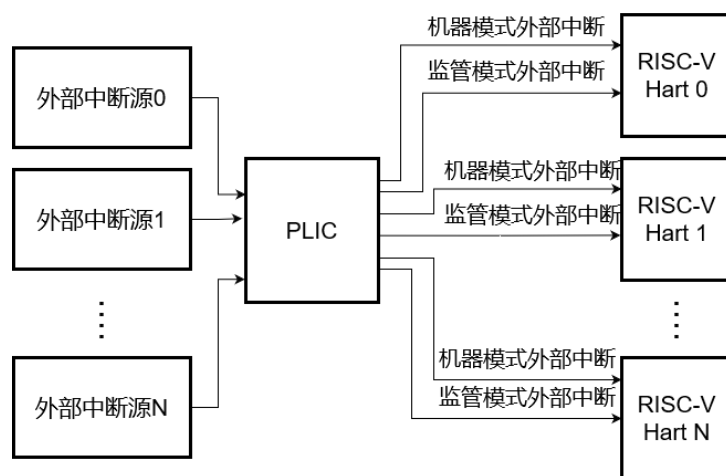 外部中断源0
外部中断源1
外部中断源N
PLIC
机器模式外部中断
监管模式外部中断
RISC-V
Hart 0
机器模式外部中断
监管模式外部中断
RISC-V
Hart 1
机器模式外部中断
监管模式外部中断
RISC-V
Hart N